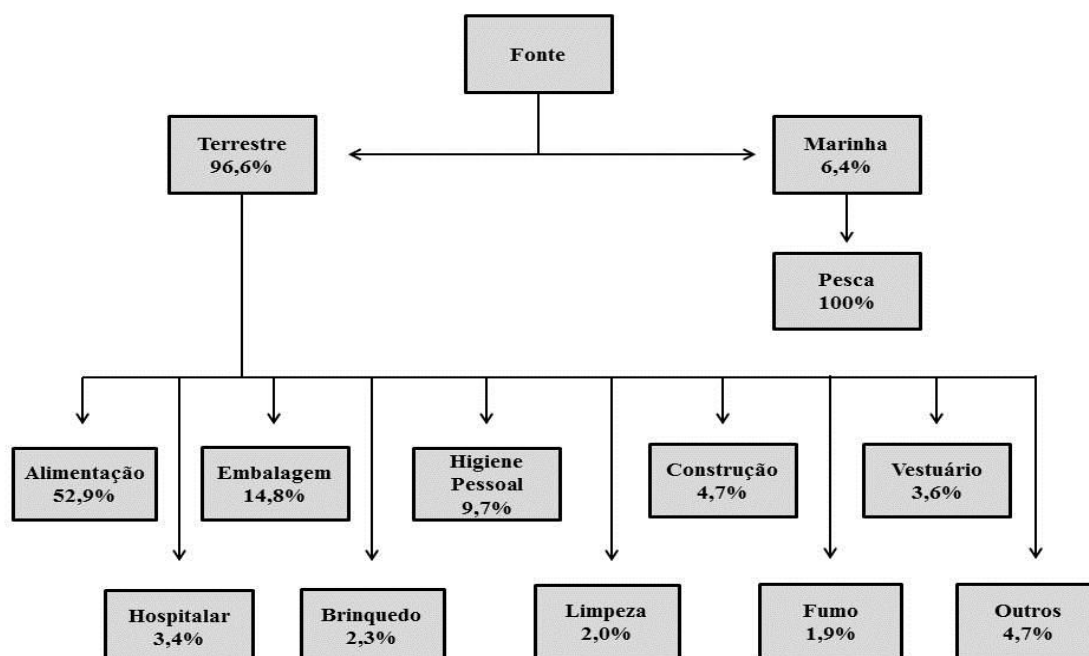 Fonte
Terrestre
96,6%
Marinha
6,4%
Pesca
100%
Alimentação
52,9%
Embalagem
14,8%
Higiene
Pessoal
9,7%
Construção
4,7%
Vestuário
3,6%
Hospitalar
3,4%
Brinquedo
2,3%
Limpeza
2,0%
Fumo
1,9%
Outros
4,7%